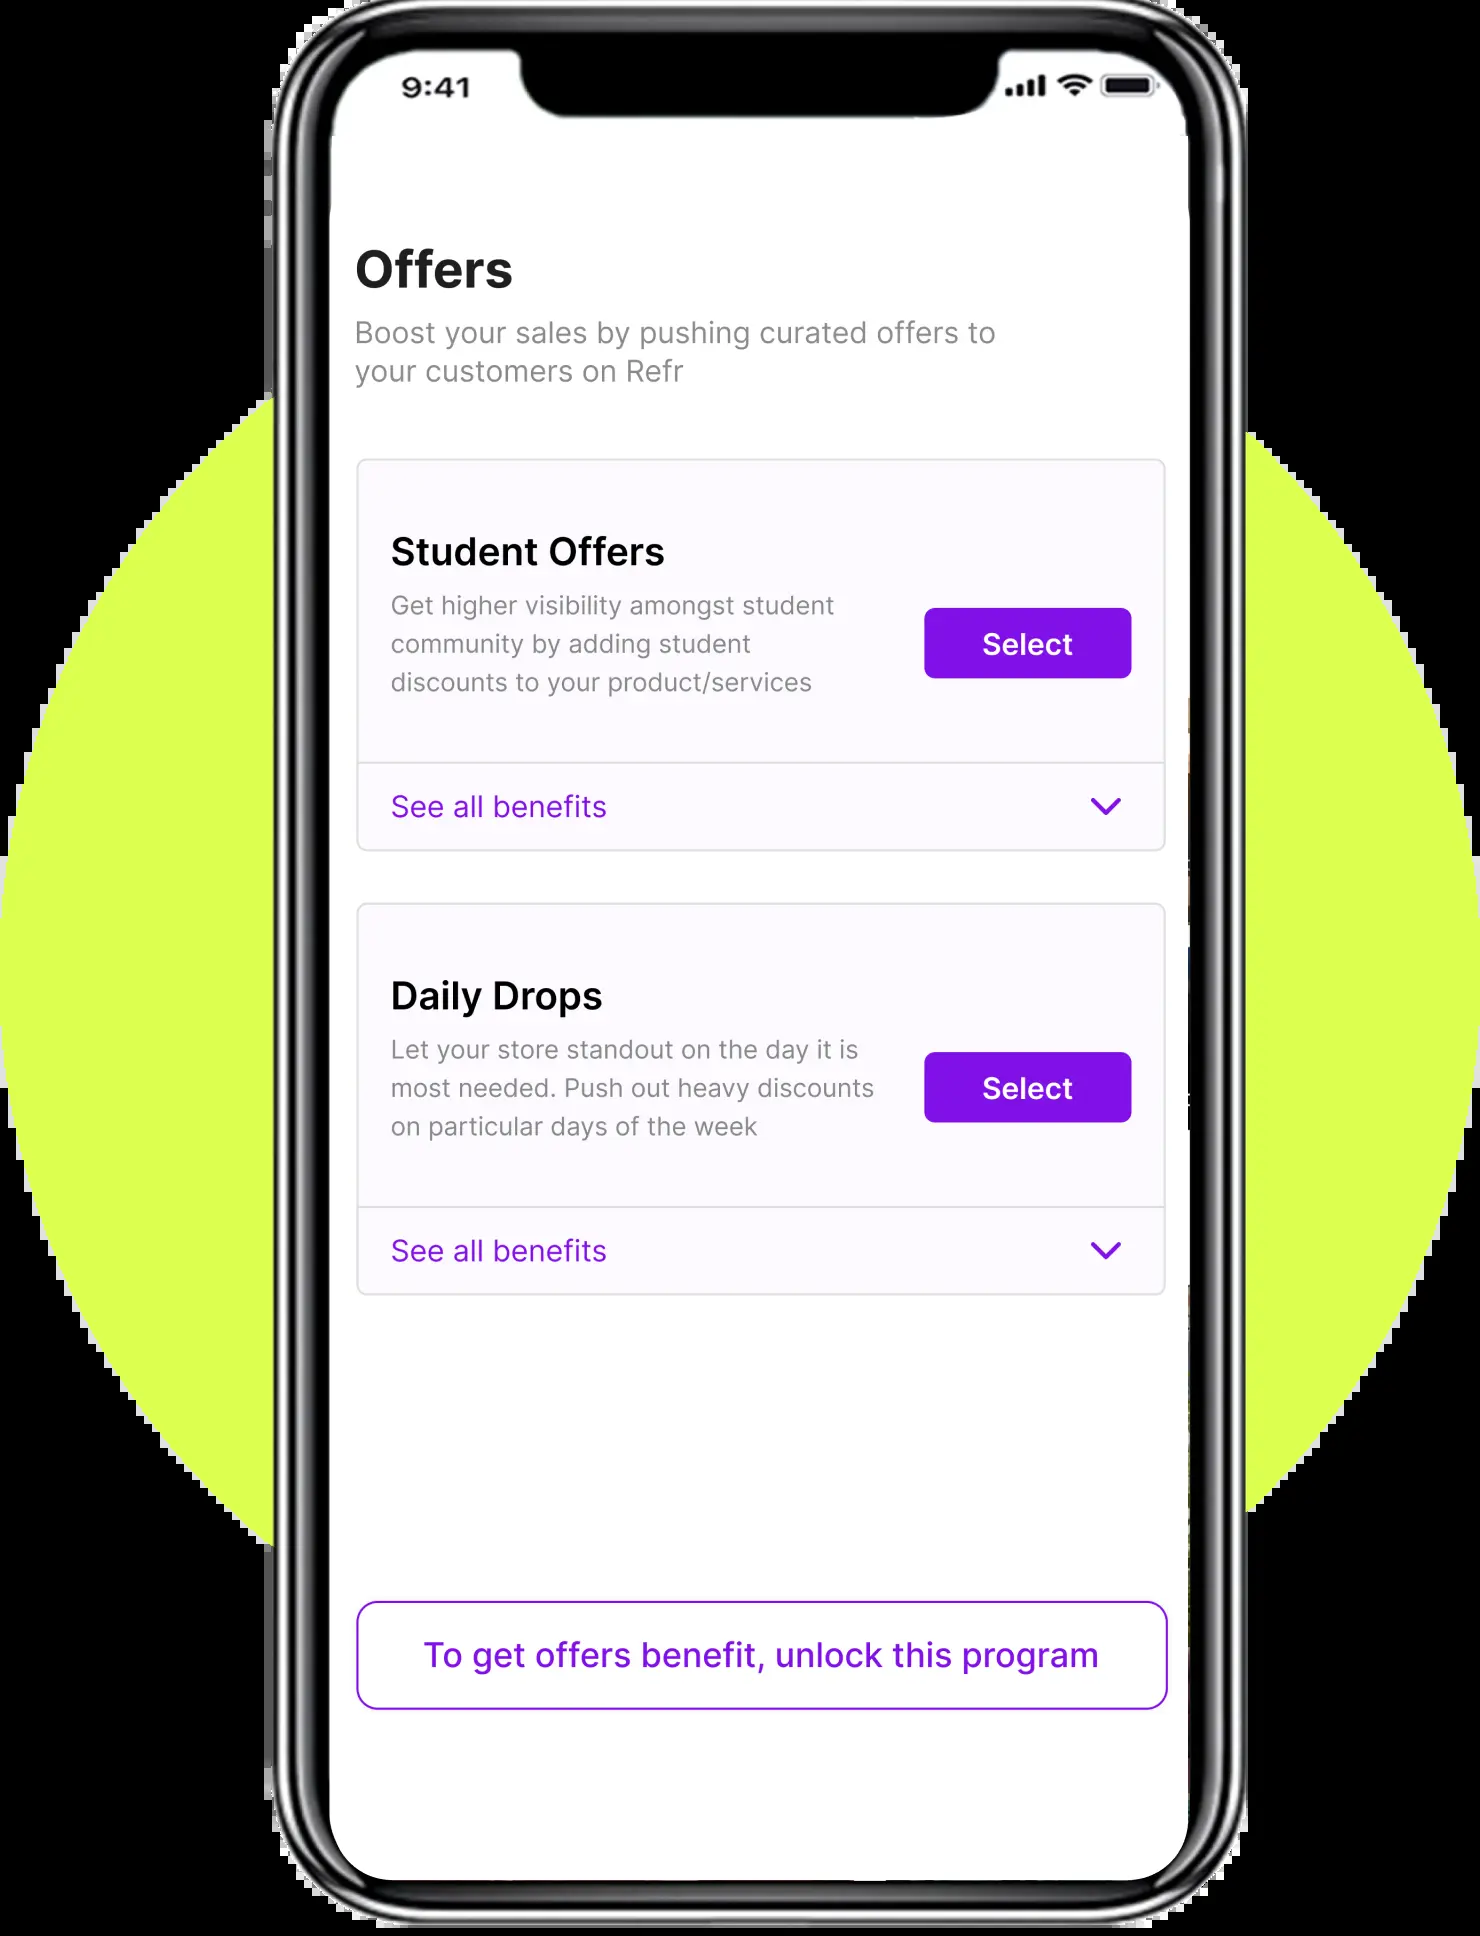 9:41
Offers
Boost your sales by pushing curated offers to
your customers on Refr
Student Offers
Get higher visibility amongst student
community by adding student
discounts to your product/services
Select
See all benefits
Daily Drops
Let your store standout on the day it is
most needed. Push out heavy discounts
on particular days of the week
Select
See all benefits
To get offers benefit, unlock this program